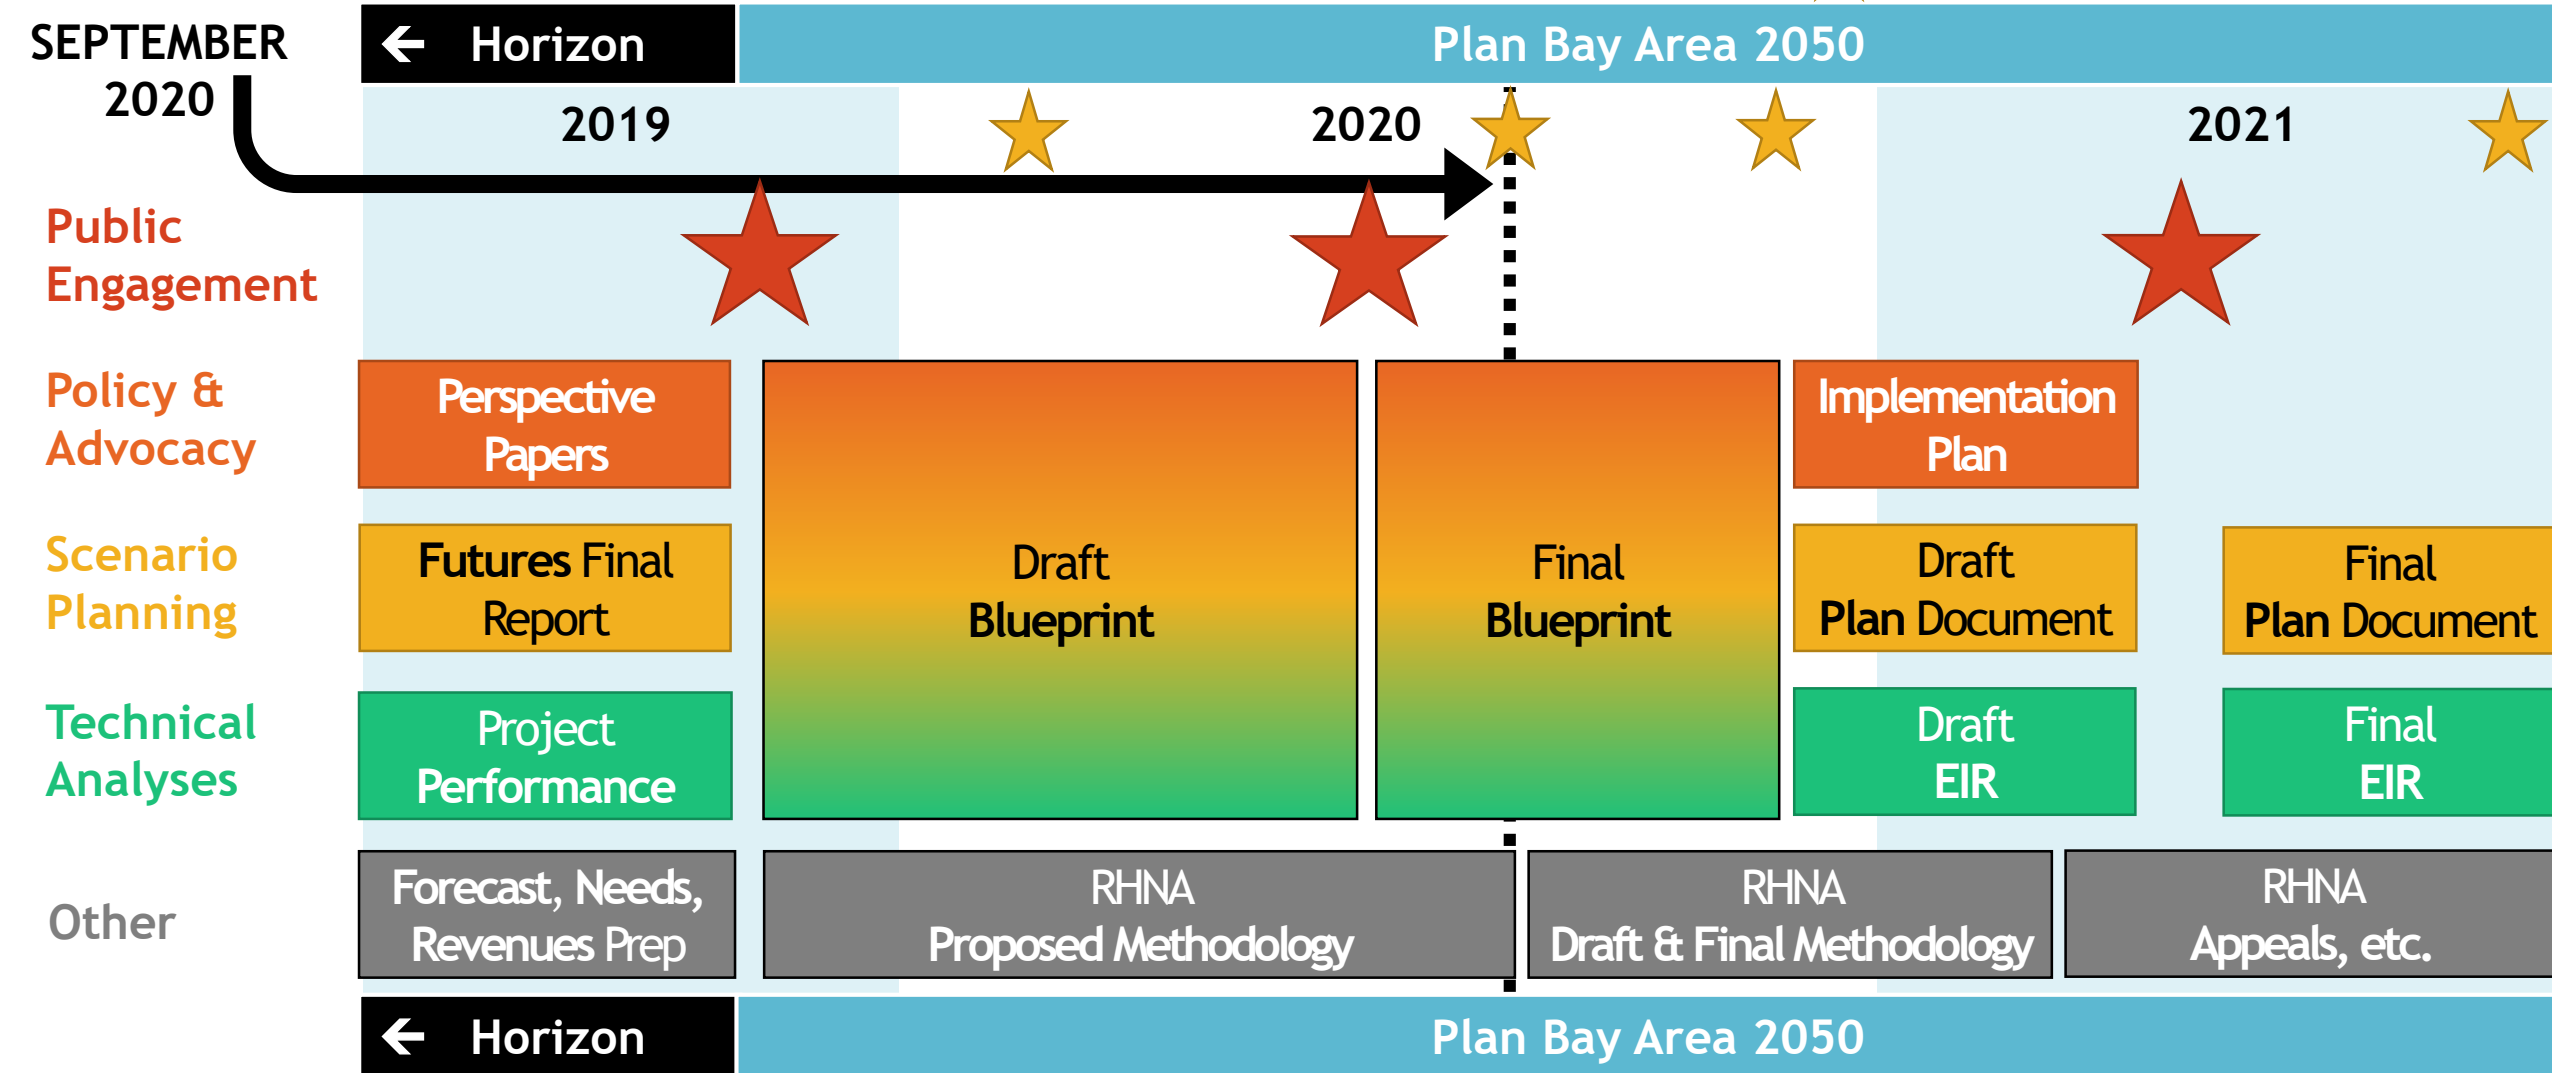 SEPTEMBER
2020
Horizon
Plan Bay Area 2050
2019
2020
2021
Public
Engagement
Policy &
Advocacy
Perspective
Papers
Implementation
Plan
Scenario
Planning
Futures Final
Report
Draft
Blueprint
Final
Blueprint
Draft
Plan Document
Final
Plan Document
Technical
Analyses
Project
Performance
Draft
EIR
Final
EIR
Other
Forecast, Needs,
Revenues Prep
RHNA
Proposed Methodology
RHNA
Draft & Final Methodology
RHNA
Appeals, etc.
Horizon
Plan Bay Area 2050